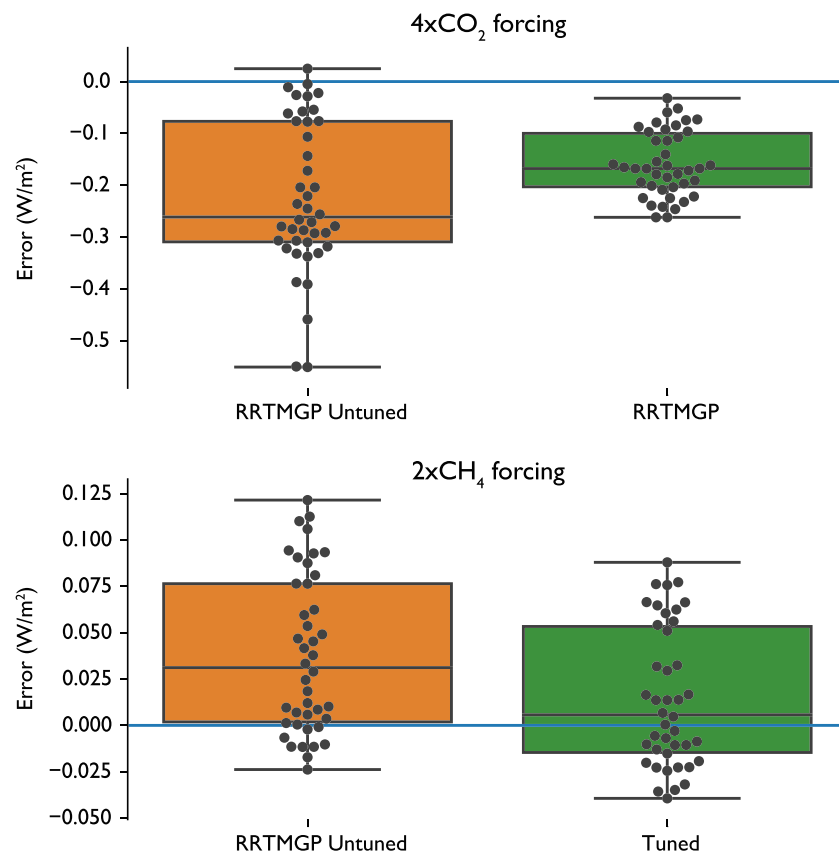 4xCO₂ forcing
Error (W/m²)
0.0
−0.1
−0.2
−0.3
−0.4
−0.5
RRTMGP Untuned
RRTMGP
2xCH₄ forcing
Error (W/m²)
0.125
0.100
0.075
0.050
0.025
0.000
−0.025
−0.050
RRTMGP Untuned
Tuned